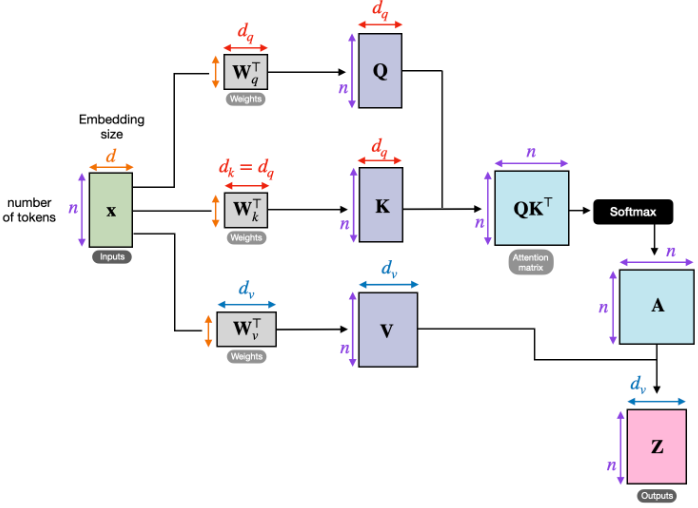 d_q
d_q
W_q^⊤
n
Q
Weights
Embedding
size
d
d_k = d_q
d_q
n
number
of tokens
n
x
W_k^⊤
n
K
n
QK^⊤
Softmax
Inputs
Weights
Attention
matrix
n
d_v
d_v
n
A
W_v^⊤
n
V
Weights
d_v
n
Z
Outputs